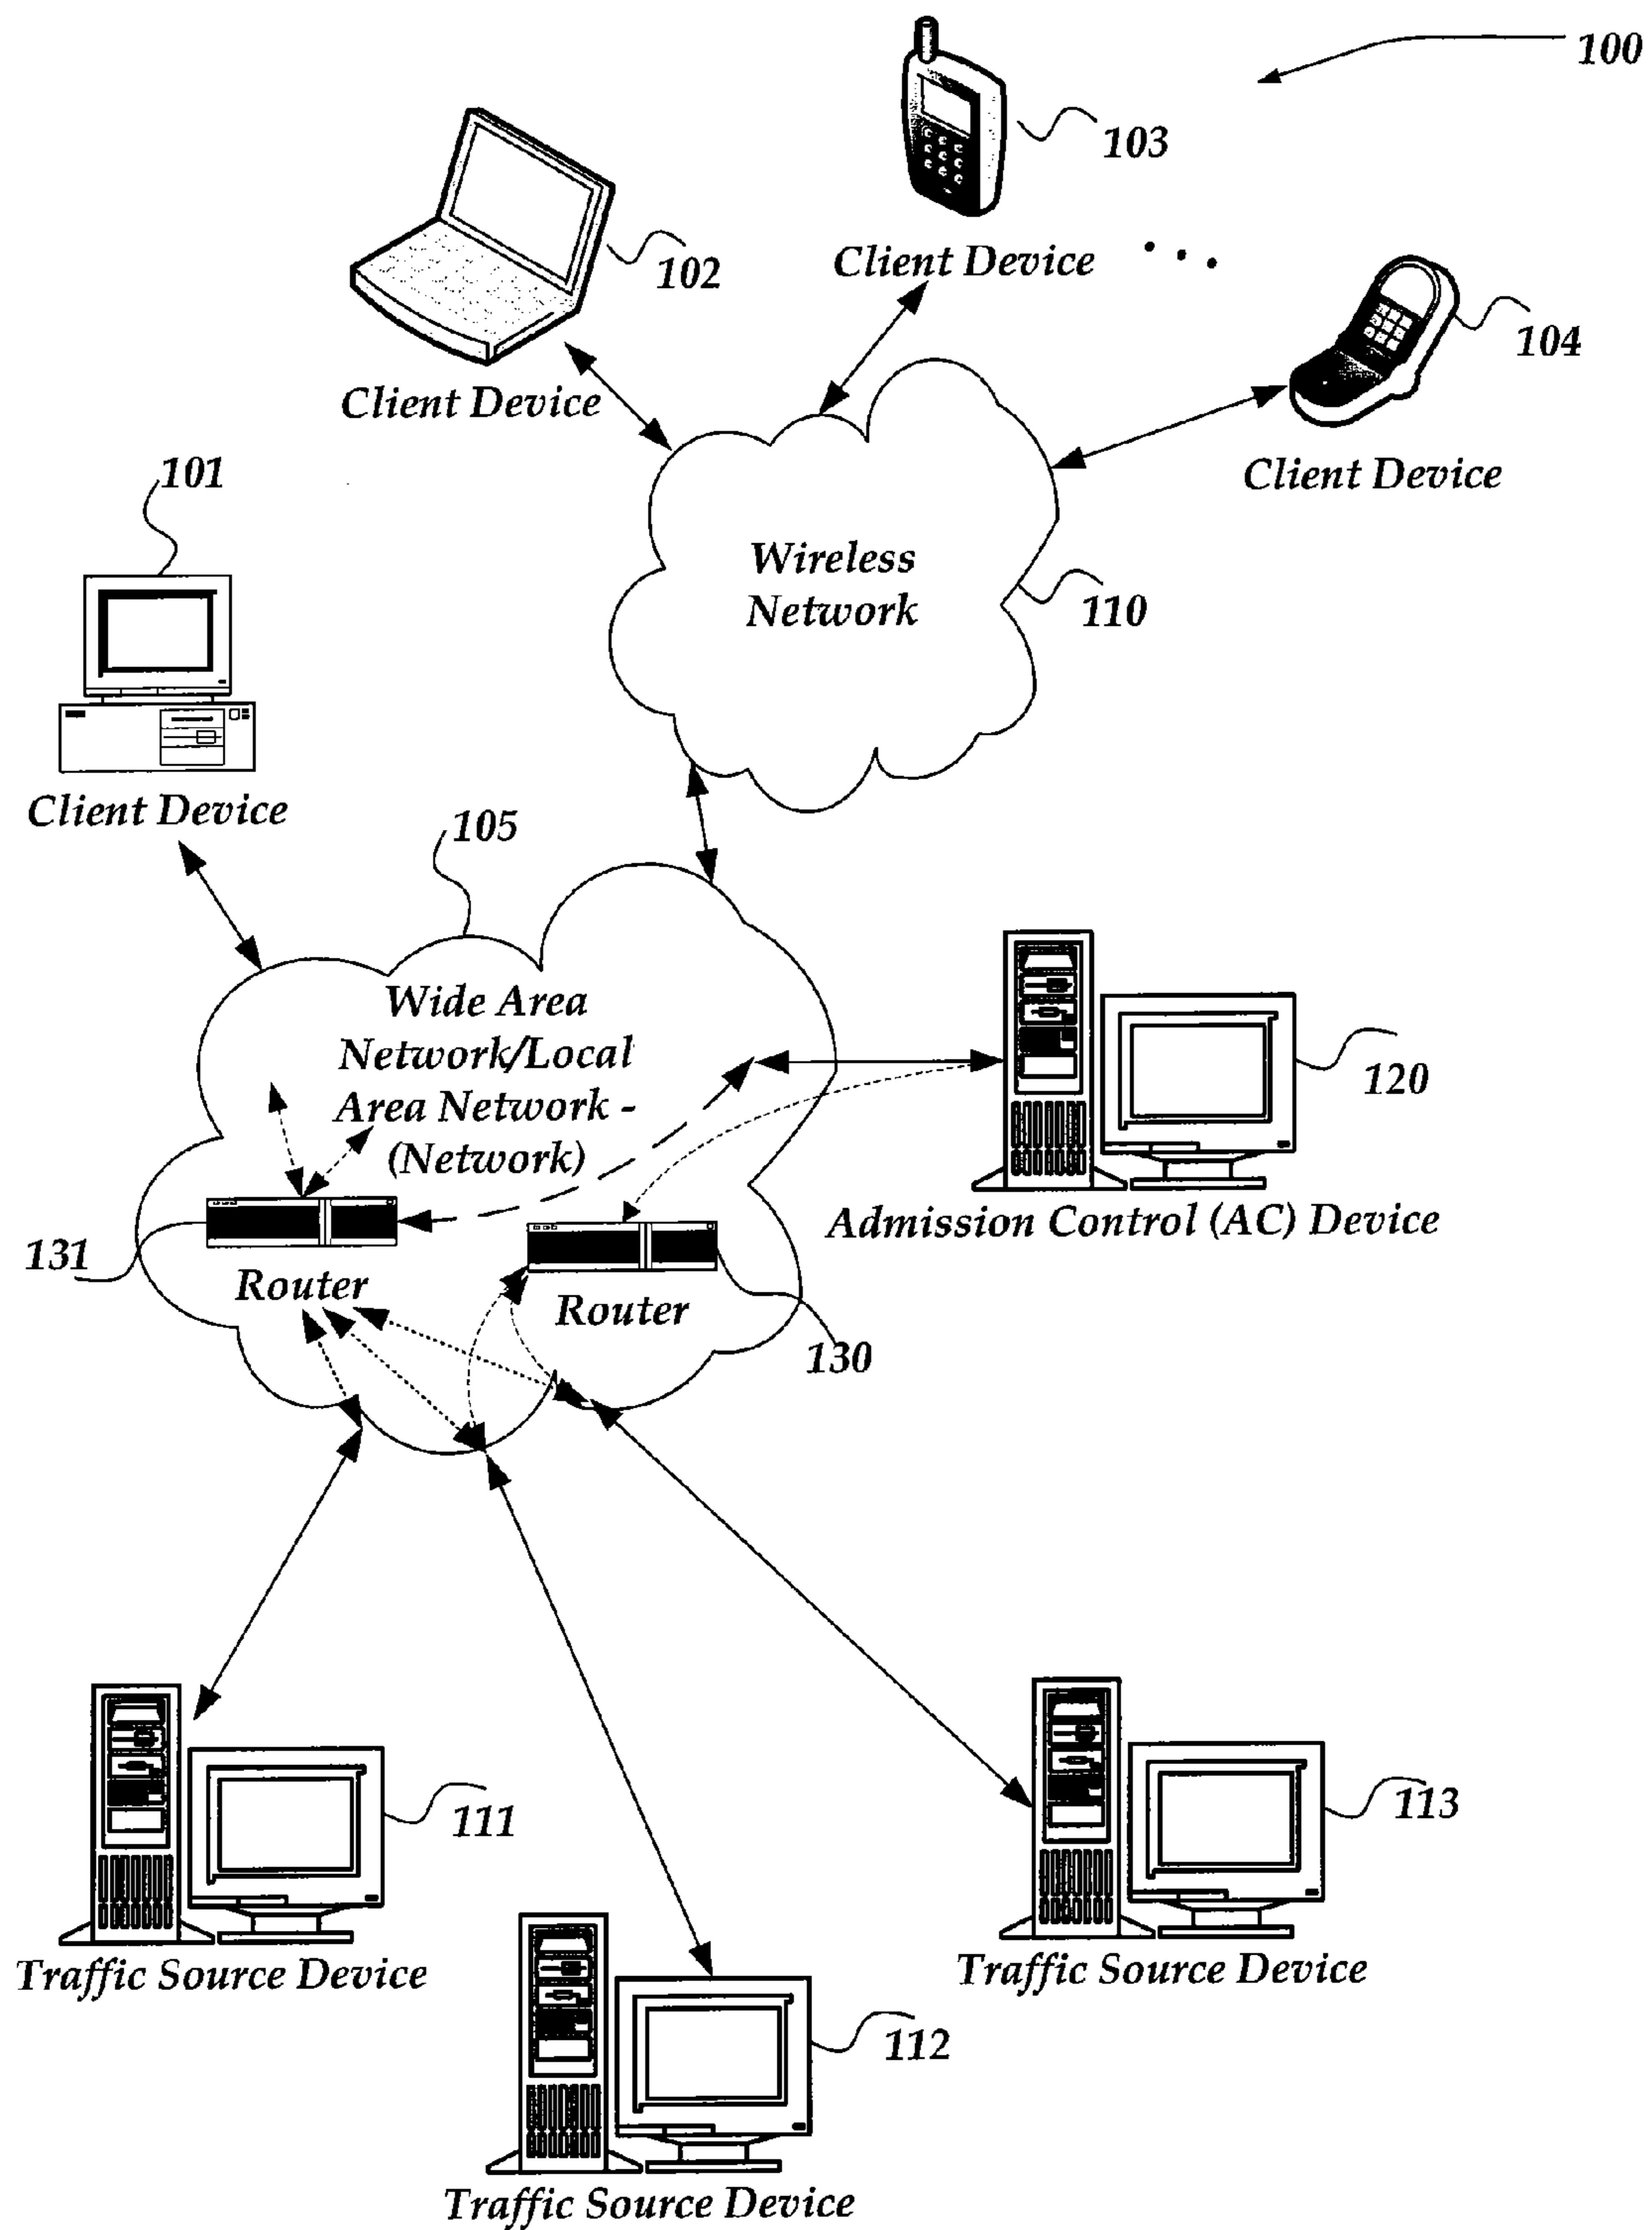 100
103
Client Device
102
Client Device
104
Client Device
101
Client Device
Wireless
Network
110
105
Wide Area
Network/Local
Area Network -
(Network)
120
Admission Control (AC) Device
131
Router
Router
130
111
Traffic Source Device
113
Traffic Source Device
112
Traffic Source Device